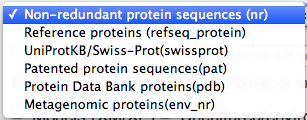 ✓ Non-redundant protein sequences (nr)
Reference proteins (refseq_protein)
UniProtKB/Swiss-Prot(swissprot)
Patented protein sequences(pat)
Protein Data Bank proteins(pdb)
Metagenomic proteins(env_nr)